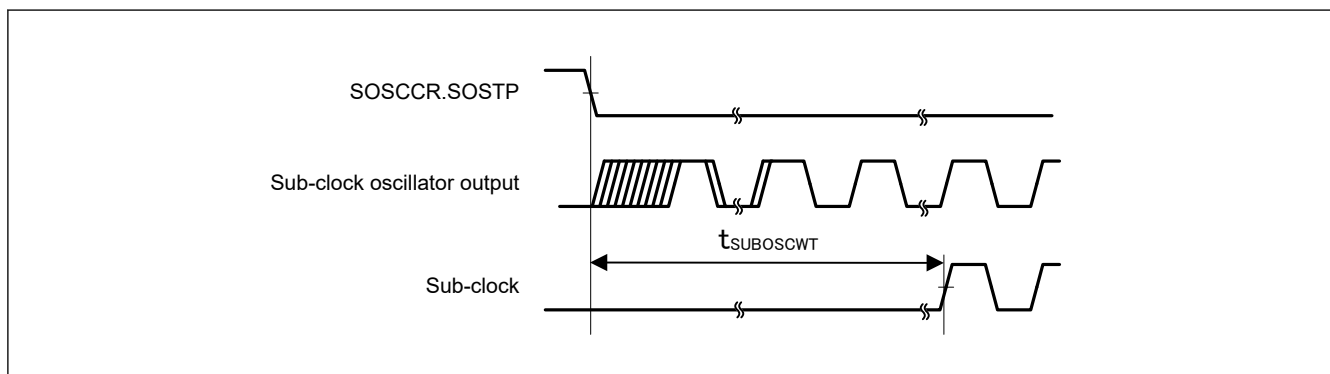 SOSCCR.SOSTP
Sub-clock oscillator output
tSUBOSCWT
Sub-clock